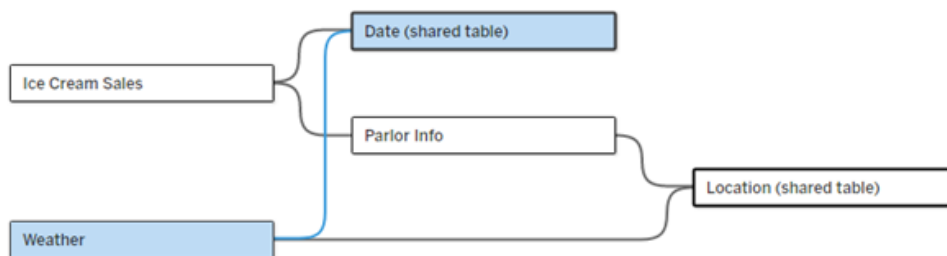 Date (shared table)
Ice Cream Sales
Parlor Info
Location (shared table)
Weather